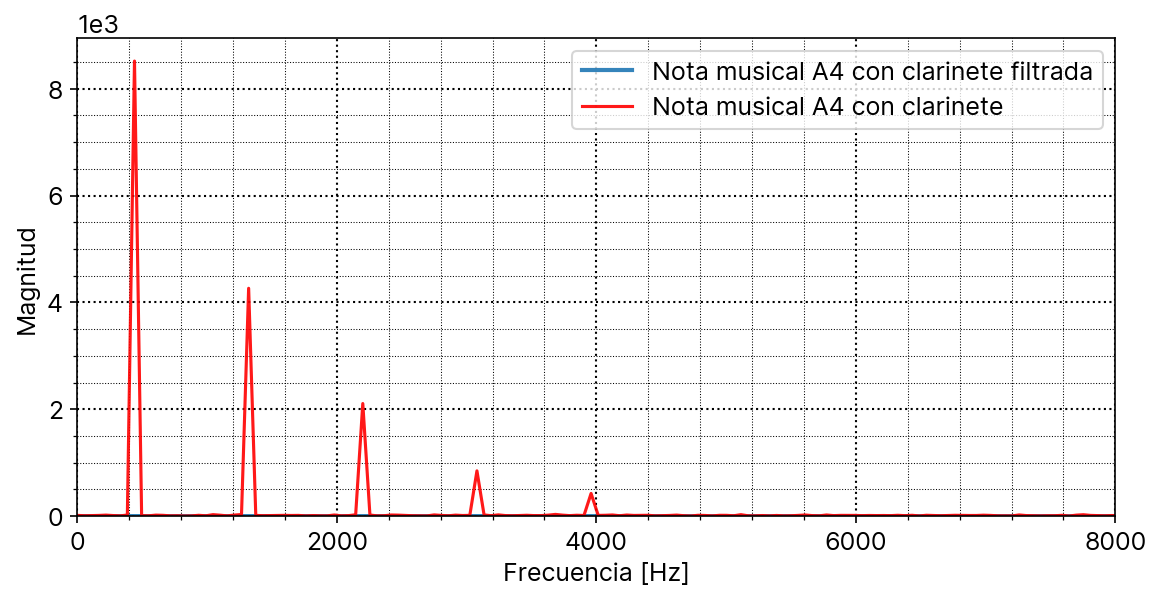 1e3
Nota musical A4 con clarinete filtrada
Nota musical A4 con clarinete
8
6
4
2
0
Magnitud
0 2000 4000 6000 8000
Frecuencia [Hz]